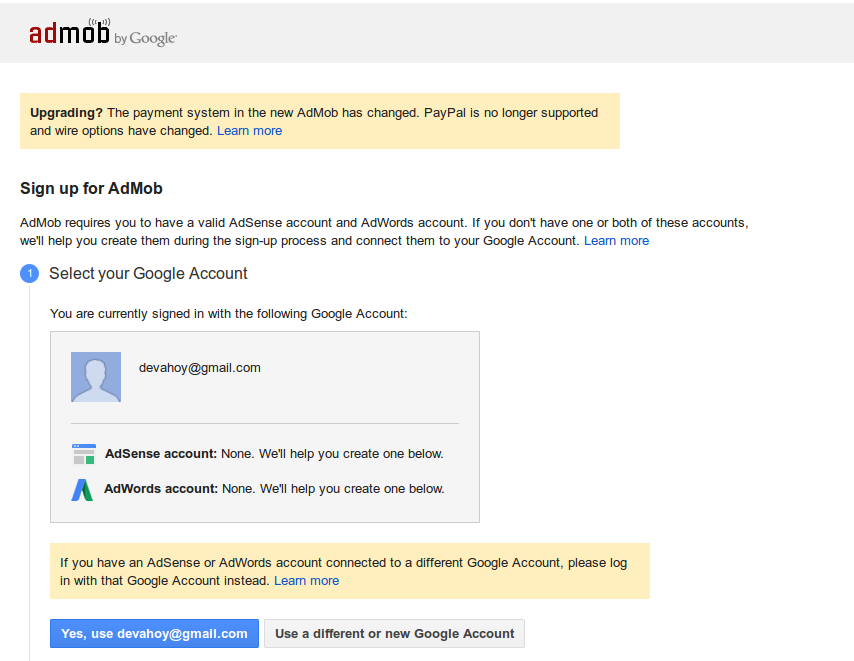 admob by Google
Upgrading? The payment system in the new AdMob has changed. PayPal is no longer supported
and wire options have changed. Learn more
Sign up for AdMob
AdMob requires you to have a valid AdSense account and AdWords account. If you don't have one or both of these accounts,
we'll help you create them during the sign-up process and connect them to your Google Account. Learn more
1 Select your Google Account
You are currently signed in with the following Google Account:
devahoy@gmail.com
AdSense account: None. We'll help you create one below.
AdWords account: None. We'll help you create one below.
If you have an AdSense or AdWords account connected to a different Google Account, please log
in with that Google Account instead. Learn more
Yes, use devahoy@gmail.com Use a different or new Google Account